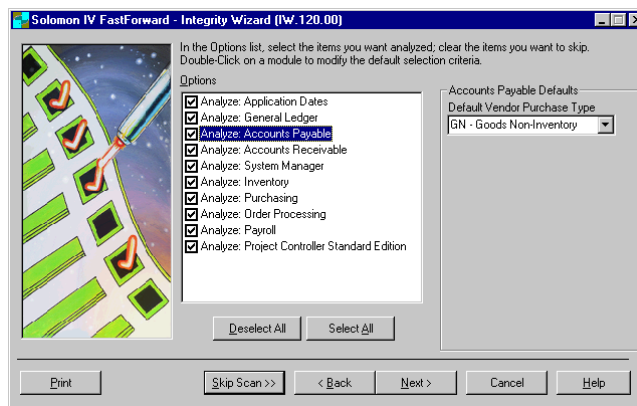 Solomon IV FastForward - Integrity Wizard (IW.120.00)
In the Options list, select the items you want analyzed; clear the items you want to skip.
Double-Click on a module to modify the default selection criteria.
Options
Analyze: Application Dates
Analyze: General Ledger
Analyze: Accounts Payable
Analyze: Accounts Receivable
Analyze: System Manager
Analyze: Inventory
Analyze: Purchasing
Analyze: Order Processing
Analyze: Payroll
Analyze: Project Controller Standard Edition
Deselect All
Select All
Accounts Payable Defaults
Default Vendor Purchase Type
GN - Goods Non-Inventory
Print
Skip Scan >>
< Back
Next >
Cancel
Help